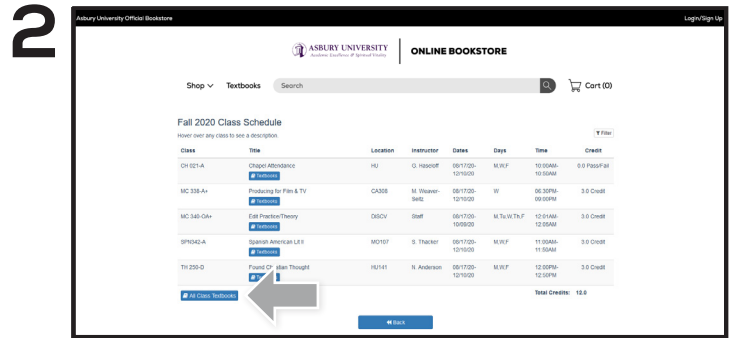 2
Asbury University Official Bookstore Login/Sign Up
ASBURY UNIVERSITY ONLINE BOOKSTORE
Academic Excellence & Spiritual Vitality
Shop Textbooks Search Cart (0)
Fall 2020 Class Schedule
Hover over any class to see a description Filter
Class Title Location Instructor Dates Days Time Credit
CH 021-A Chapel Attendance HU G. Haseloff 08/17/20- M,W,F 10:00AM- 0.0 Pass/Fail
Textbooks 12/10/20 10:50AM
MC 338-A+ Producing for Film & TV CA308 M. Weaver- 08/17/20- W 06:30PM- 3.0 Credit
Textbooks Seitz 12/10/20 09:00PM
MC 340-OA+ Edit Practice/Theory DISCV Staff 08/17/20- M,Tu,W,Th,F 12:01AM- 3.0 Credit
Textbooks 10/09/20 12:05AM
SPN342-A Spanish American Lit II MO107 S. Thacker 08/17/20- M,W,F 11:00AM- 3.0 Credit
Textbooks 12/10/20 11:50AM
TH 250-D Found Thought HU141 N. Anderson 08/17/20- M,W,F 12:00PM- 3.0 Credit
12/10/20 12:50PM
All Class Textbooks Total Credits: 12.0
Back